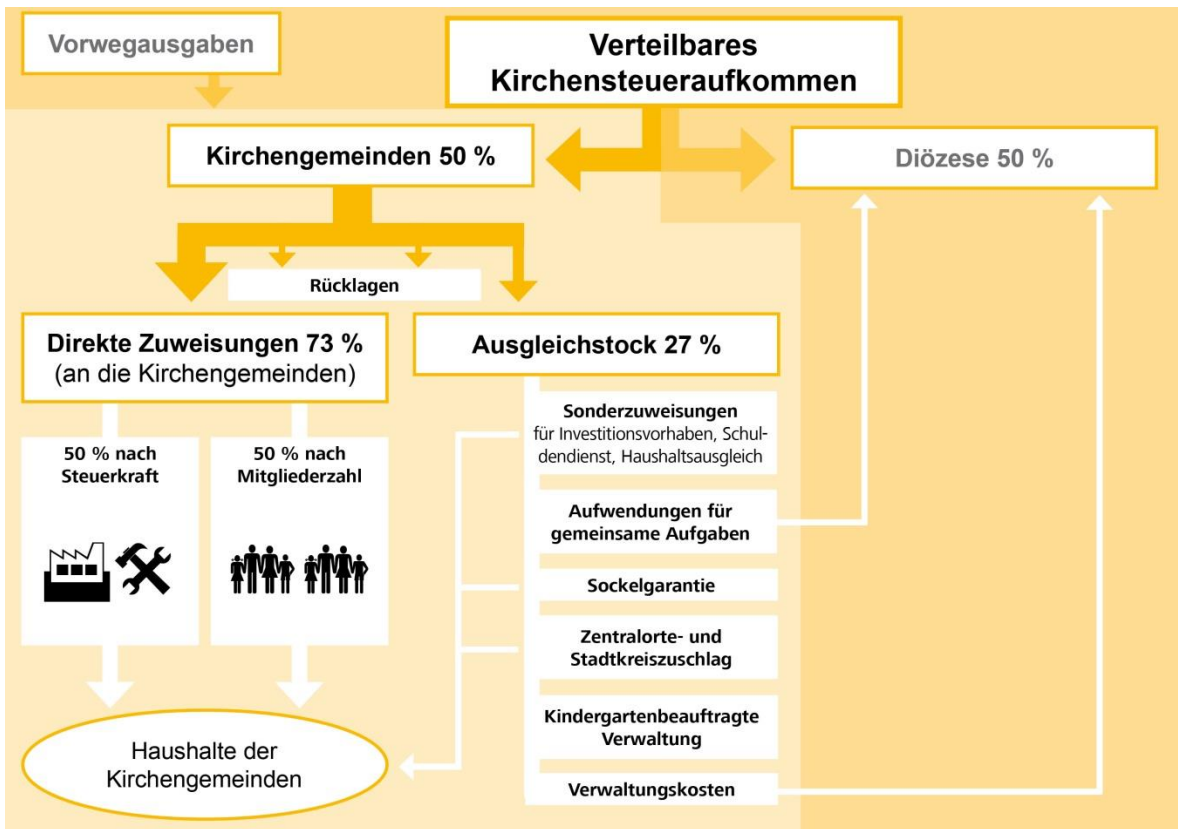 Vorwegausgaben
Verteilbares
Kirchensteueraufkommen
Kirchengemeinden 50 %
Diözese 50 %
Rücklagen
Direkte Zuweisungen 73 %
(an die Kirchengemeinden)
Ausgleichstock 27 %
50 % nach
Steuerkraft
50 % nach
Mitgliederzahl
Sonderzuweisungen
für Investitionsvorhaben, Schul-
dendienst, Haushaltsausgleich
Aufwendungen für
gemeinsame Aufgaben
Sockelgarantie
Zentralorte- und
Stadtkreiszuschlag
Kindergartenbeauftragte
Verwaltung
Verwaltungskosten
Haushalte der
Kirchengemeinden